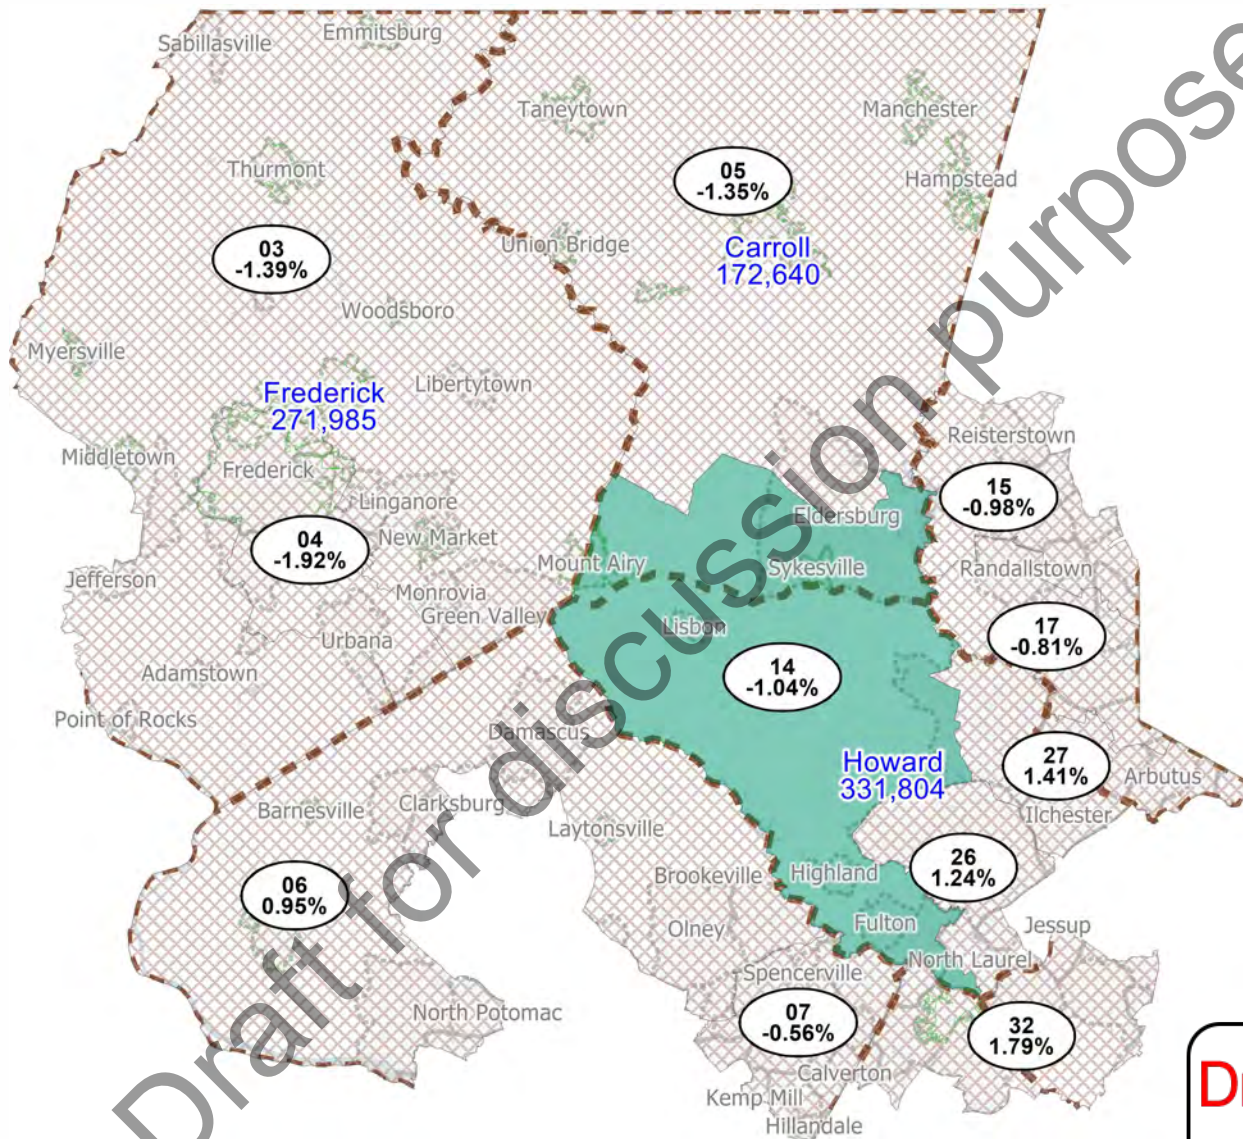 Emmitsburg
Sabillasville
Taneytown
Manchester
Thurmont
Hampstead
05
-1.35%
03
-1.39%
Union Bridge
Carroll
172,640
Woodsboro
Myersville
Libertytown
Frederick
271,985
Reisterstown
Middletown
Frederick
Linganore
15
-0.98%
Eldersburg
04
-1.92%
New Market
Mount Airy
Sykesville
Randallstown
Jefferson
Monrovia
Green Valley
Lisbon
Urbana
17
-0.81%
Adamstown
14
-1.04%
Point of Rocks
Damascus
Howard
331,804
27
1.41%
Arbutus
Barnesville
Clarksburg
Laytonsville
Ilchester
26
1.24%
Brookeville
Highland
06
0.95%
Olney
Fulton
Jessup
Spencerville
North Laurel
North Potomac
07
-0.56%
32
1.79%
Calverton
Kemp Mill
Hillandale
Draft for discussion purpose